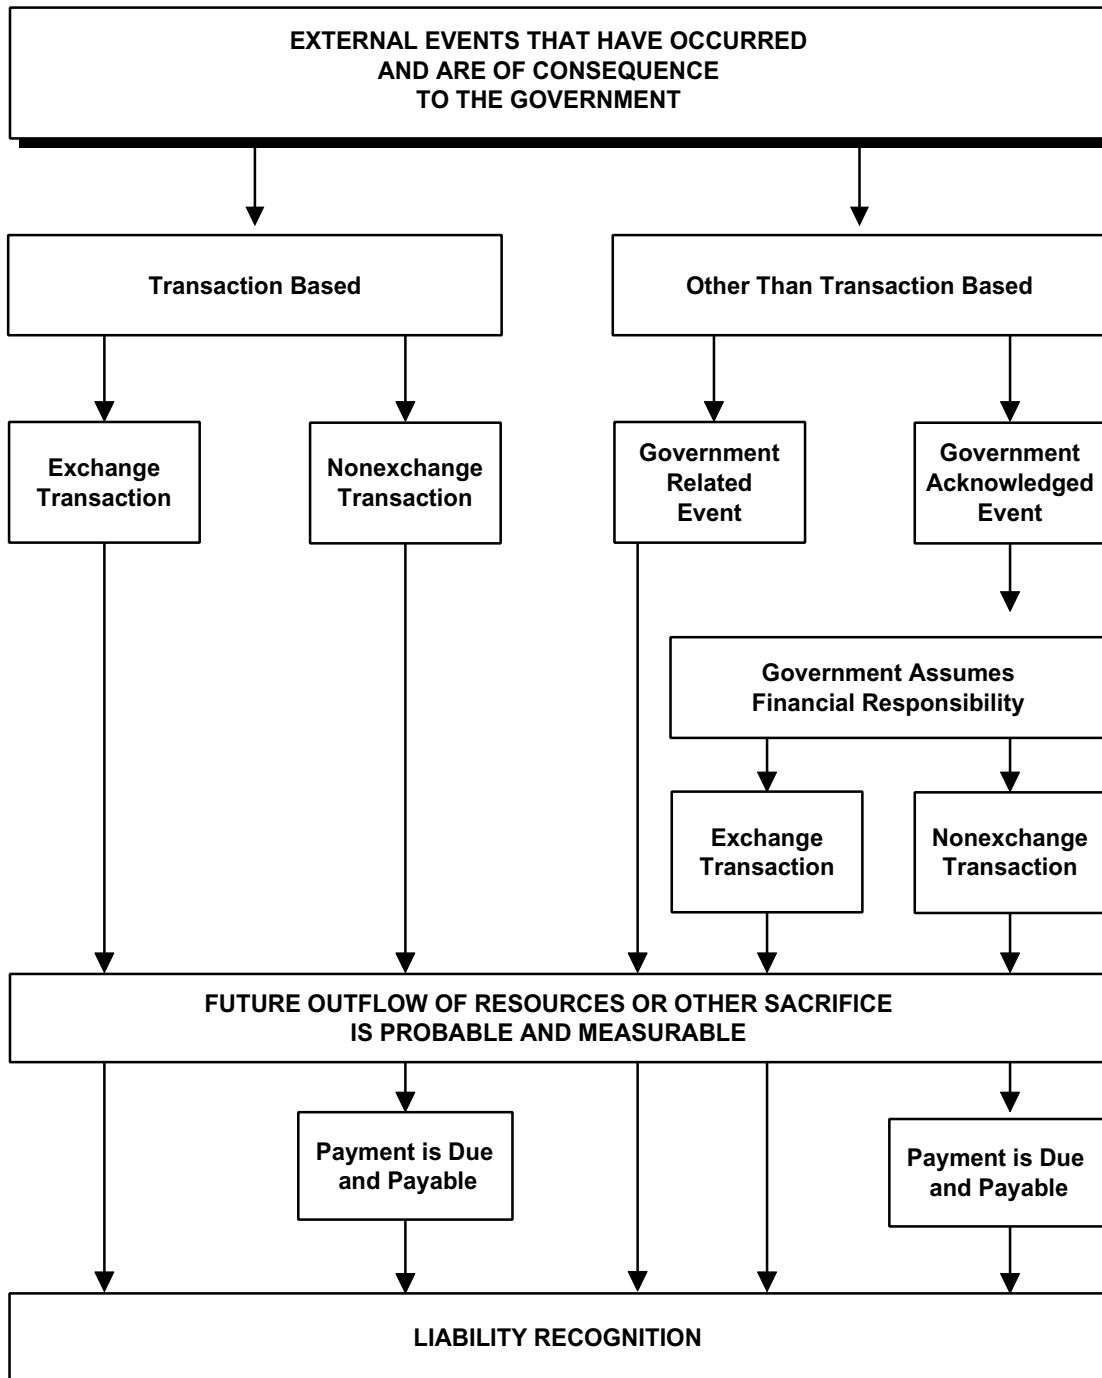 EXTERNAL EVENTS THAT HAVE OCCURRED
AND ARE OF CONSEQUENCE
TO THE GOVERNMENT
Transaction Based
Other Than Transaction Based
Exchange
Transaction
Nonexchange
Transaction
Government
Related
Event
Government
Acknowledged
Event
Government Assumes
Financial Responsibility
Exchange
Transaction
Nonexchange
Transaction
FUTURE OUTFLOW OF RESOURCES OR OTHER SACRIFICE
IS PROBABLE AND MEASURABLE
Payment is Due
and Payable
Payment is Due
and Payable
LIABILITY RECOGNITION